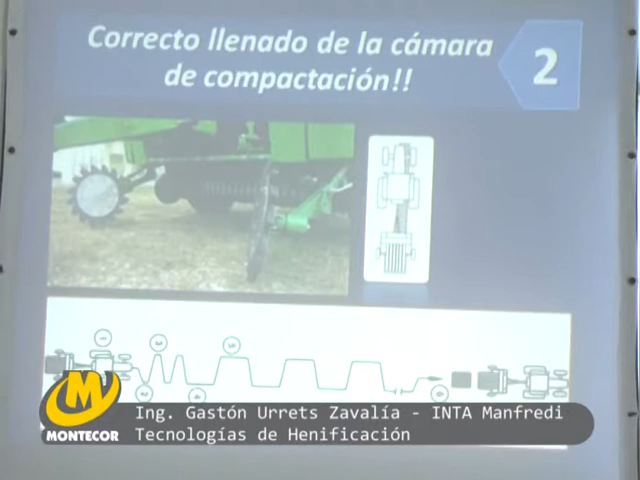 Correcto llenado de la cámara
de compactación!!
2
M
MONTECOR
Ing. Gastón Urrets Zavalía - INTA Manfredi
Tecnologías de Henificación